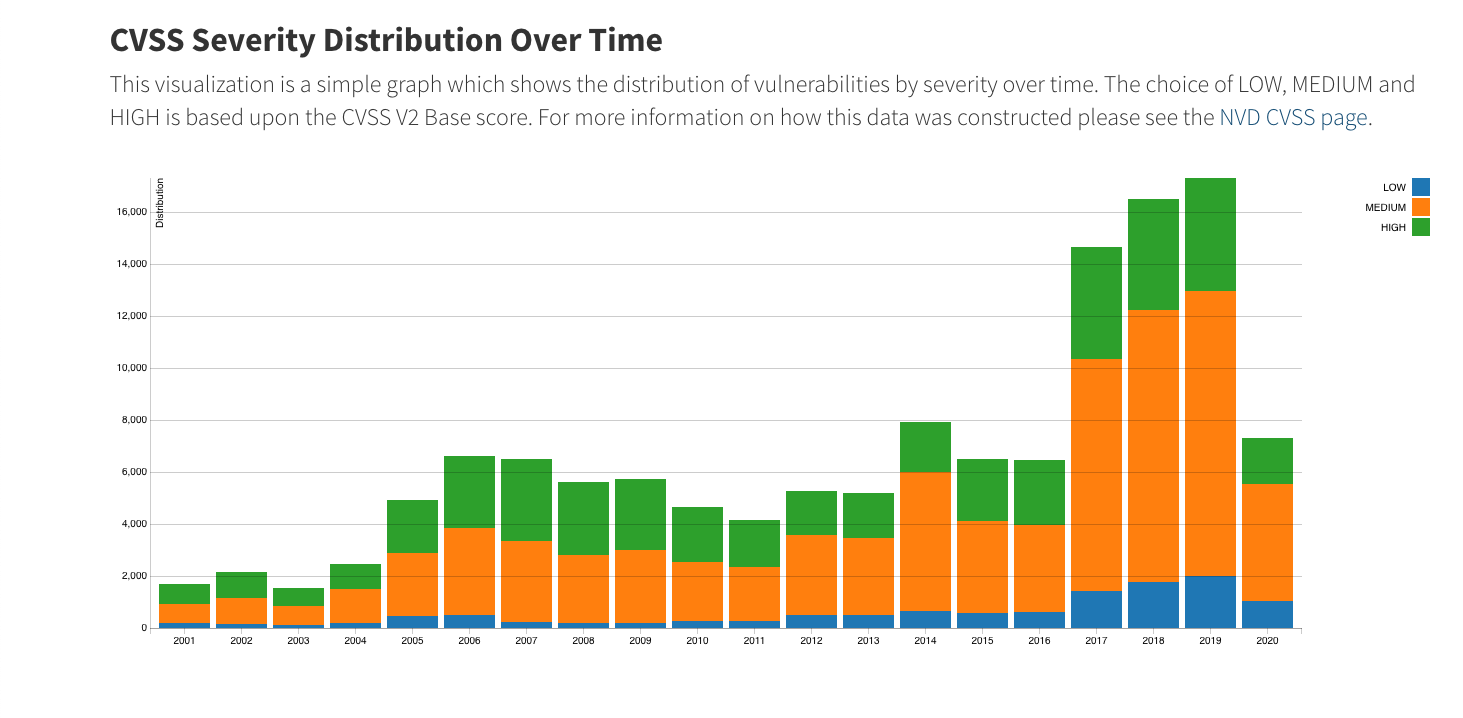 CVSS Severity Distribution Over Time
This visualization is a simple graph which shows the distribution of vulnerabilities by severity over time. The choice of LOW, MEDIUM and
HIGH is based upon the CVSS V2 Base score. For more information on how this data was constructed please see the NVD CVSS page.
Distribution
LOW
MEDIUM
HIGH
16,000
14,000
12,000
10,000
8,000
6,000
4,000
2,000
0
2001 2002 2003 2004 2005 2006 2007 2008 2009 2010 2011 2012 2013 2014 2015 2016 2017 2018 2019 2020